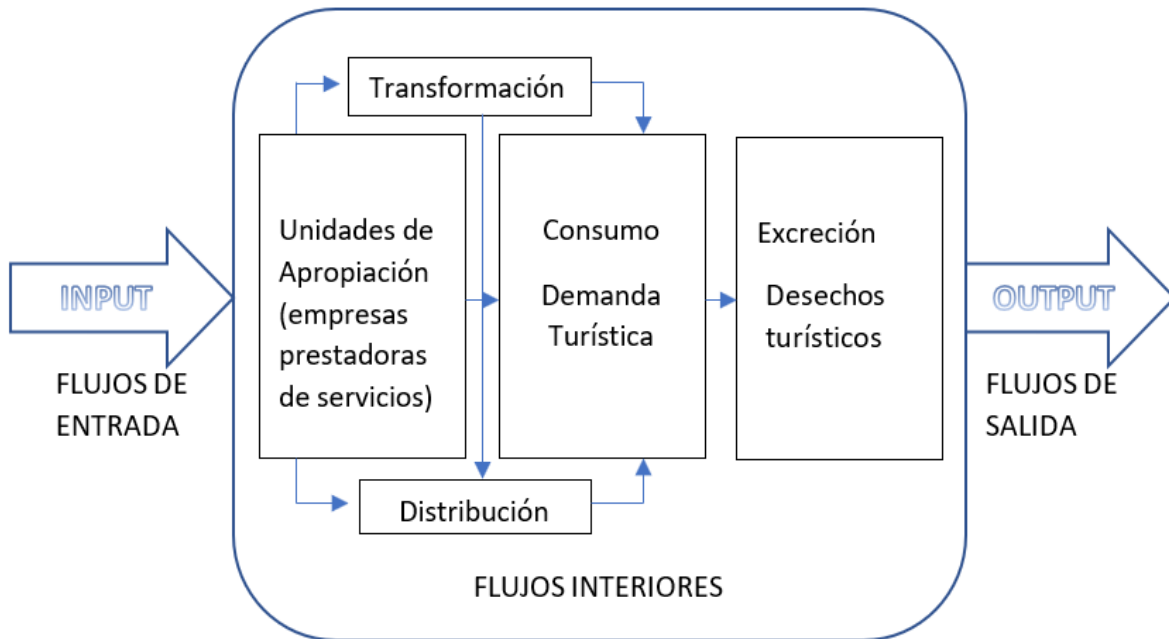 Transformación
Unidades de
Apropiación
(empresas
prestadoras
de servicios)
Consumo
Demanda
Turística
Excreción
Desechos
turísticos
INPUT
OUTPUT
FLUJOS DE
ENTRADA
FLUJOS DE
SALIDA
Distribución
FLUJOS INTERIORES